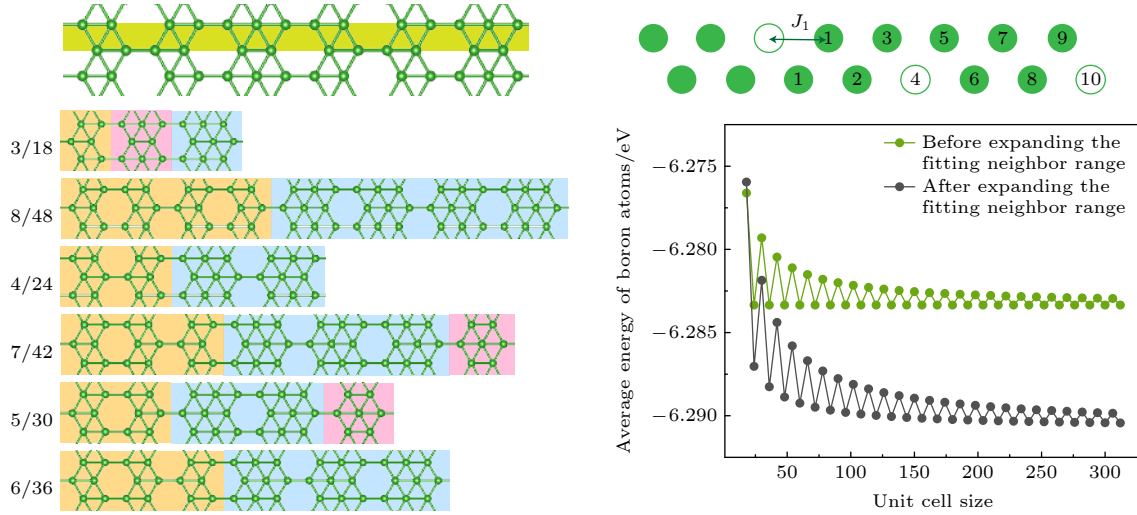 3/18
8/48
4/24
7/42
5/30
6/36
J₁
1 3 5 7 9
1 2 4 6 8 10
Average energy of boron atoms/eV
−6.275
−6.280
−6.285
−6.290
Before expanding the
fitting neighbor range
After expanding the
fitting neighbor range
50 100 150 200 250 300
Unit cell size